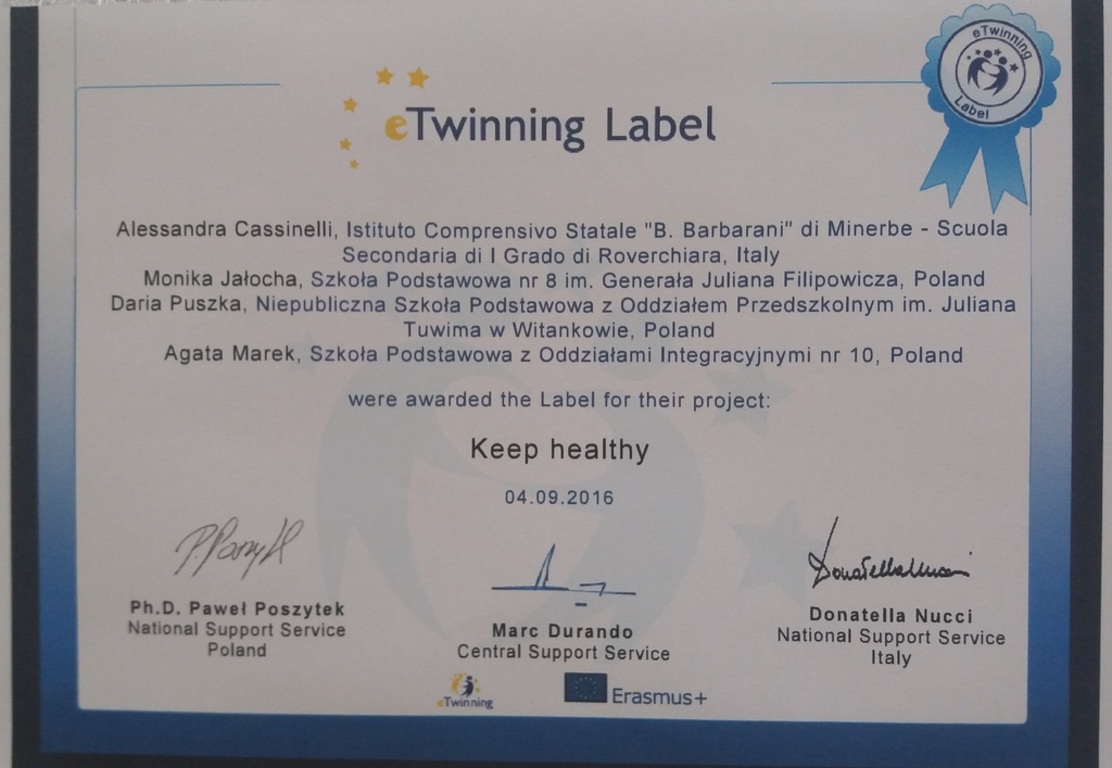 eTwinning
Label
eTwinning Label
Alessandra Cassinelli, Istituto Comprensivo Statale "B. Barbarani" di Minerbe - Scuola
Secondaria di I Grado di Roverchiara, Italy
Monika Jałocha, Szkoła Podstawowa nr 8 im. Generała Juliana Filipowicza, Poland
Daria Puszka, Niepubliczna Szkoła Podstawowa z Oddziałem Przedszkolnym im. Juliana
Tuwima w Witankowie, Poland
Agata Marek, Szkoła Podstawowa z Oddziałami Integracyjnymi nr 10, Poland
were awarded the Label for their project:
Keep healthy
04.09.2016
Ph.D. Paweł Poszytek
National Support Service
Poland
Marc Durando
Central Support Service
Donatella Nucci
National Support Service
Italy
eTwinning
Erasmus+